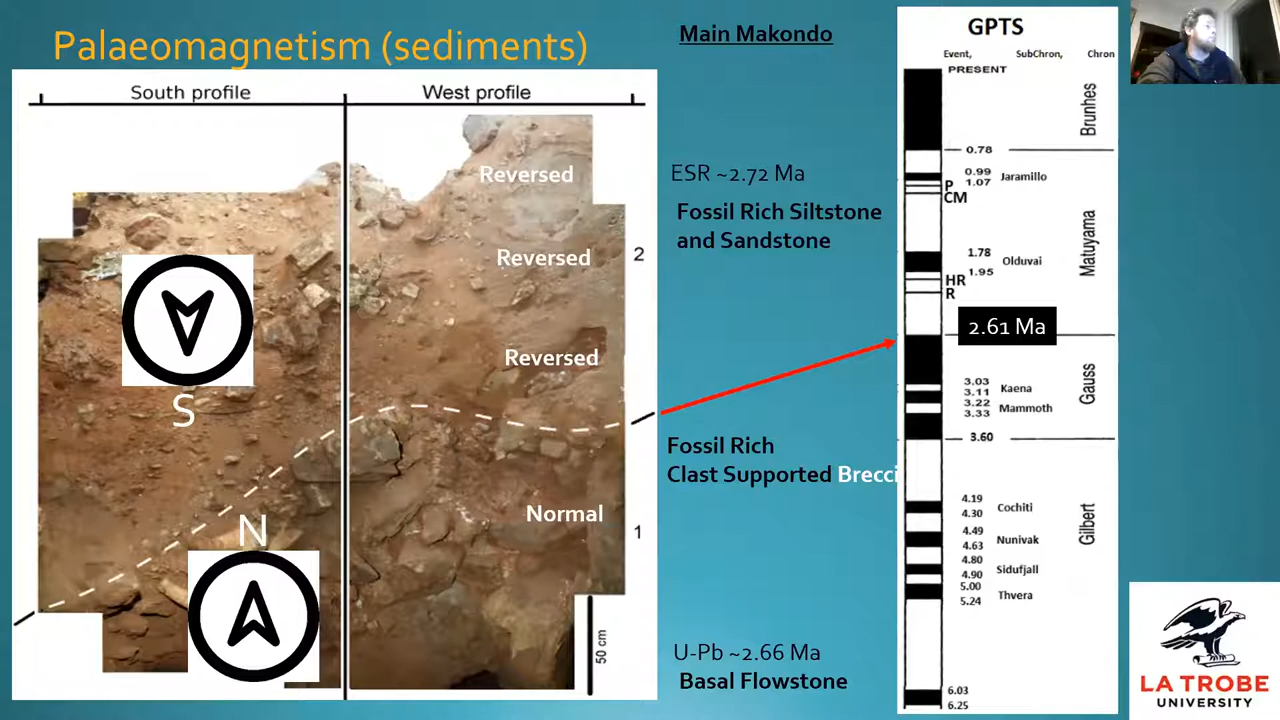 Palaeomagnetism (sediments)
South profile
West profile
Reversed
Reversed
2
Reversed
S
Normal
1
N
50 cm
Main Makondo
ESR ~2.72 Ma
Fossil Rich Siltstone
and Sandstone
Fossil Rich
Clast Supported Brecci
U-Pb ~2.66 Ma
Basal Flowstone
GPTS
Event, SubChron, Chron
PRESENT
Brunhes
0.78
0.99
1.07
Jaramillo
P
CM
Matuyama
1.78
Olduvai
1.95
HR
R
2.61 Ma
3.03
Kaena
3.11
3.22
Mammoth
3.33
Gauss
3.60
4.19
Cochiti
4.30
4.49
Nunivak
4.63
Gilbert
4.80
Sidufjall
4.90
5.00
Thvera
5.24
6.03
6.25
LA TROBE
UNIVERSITY